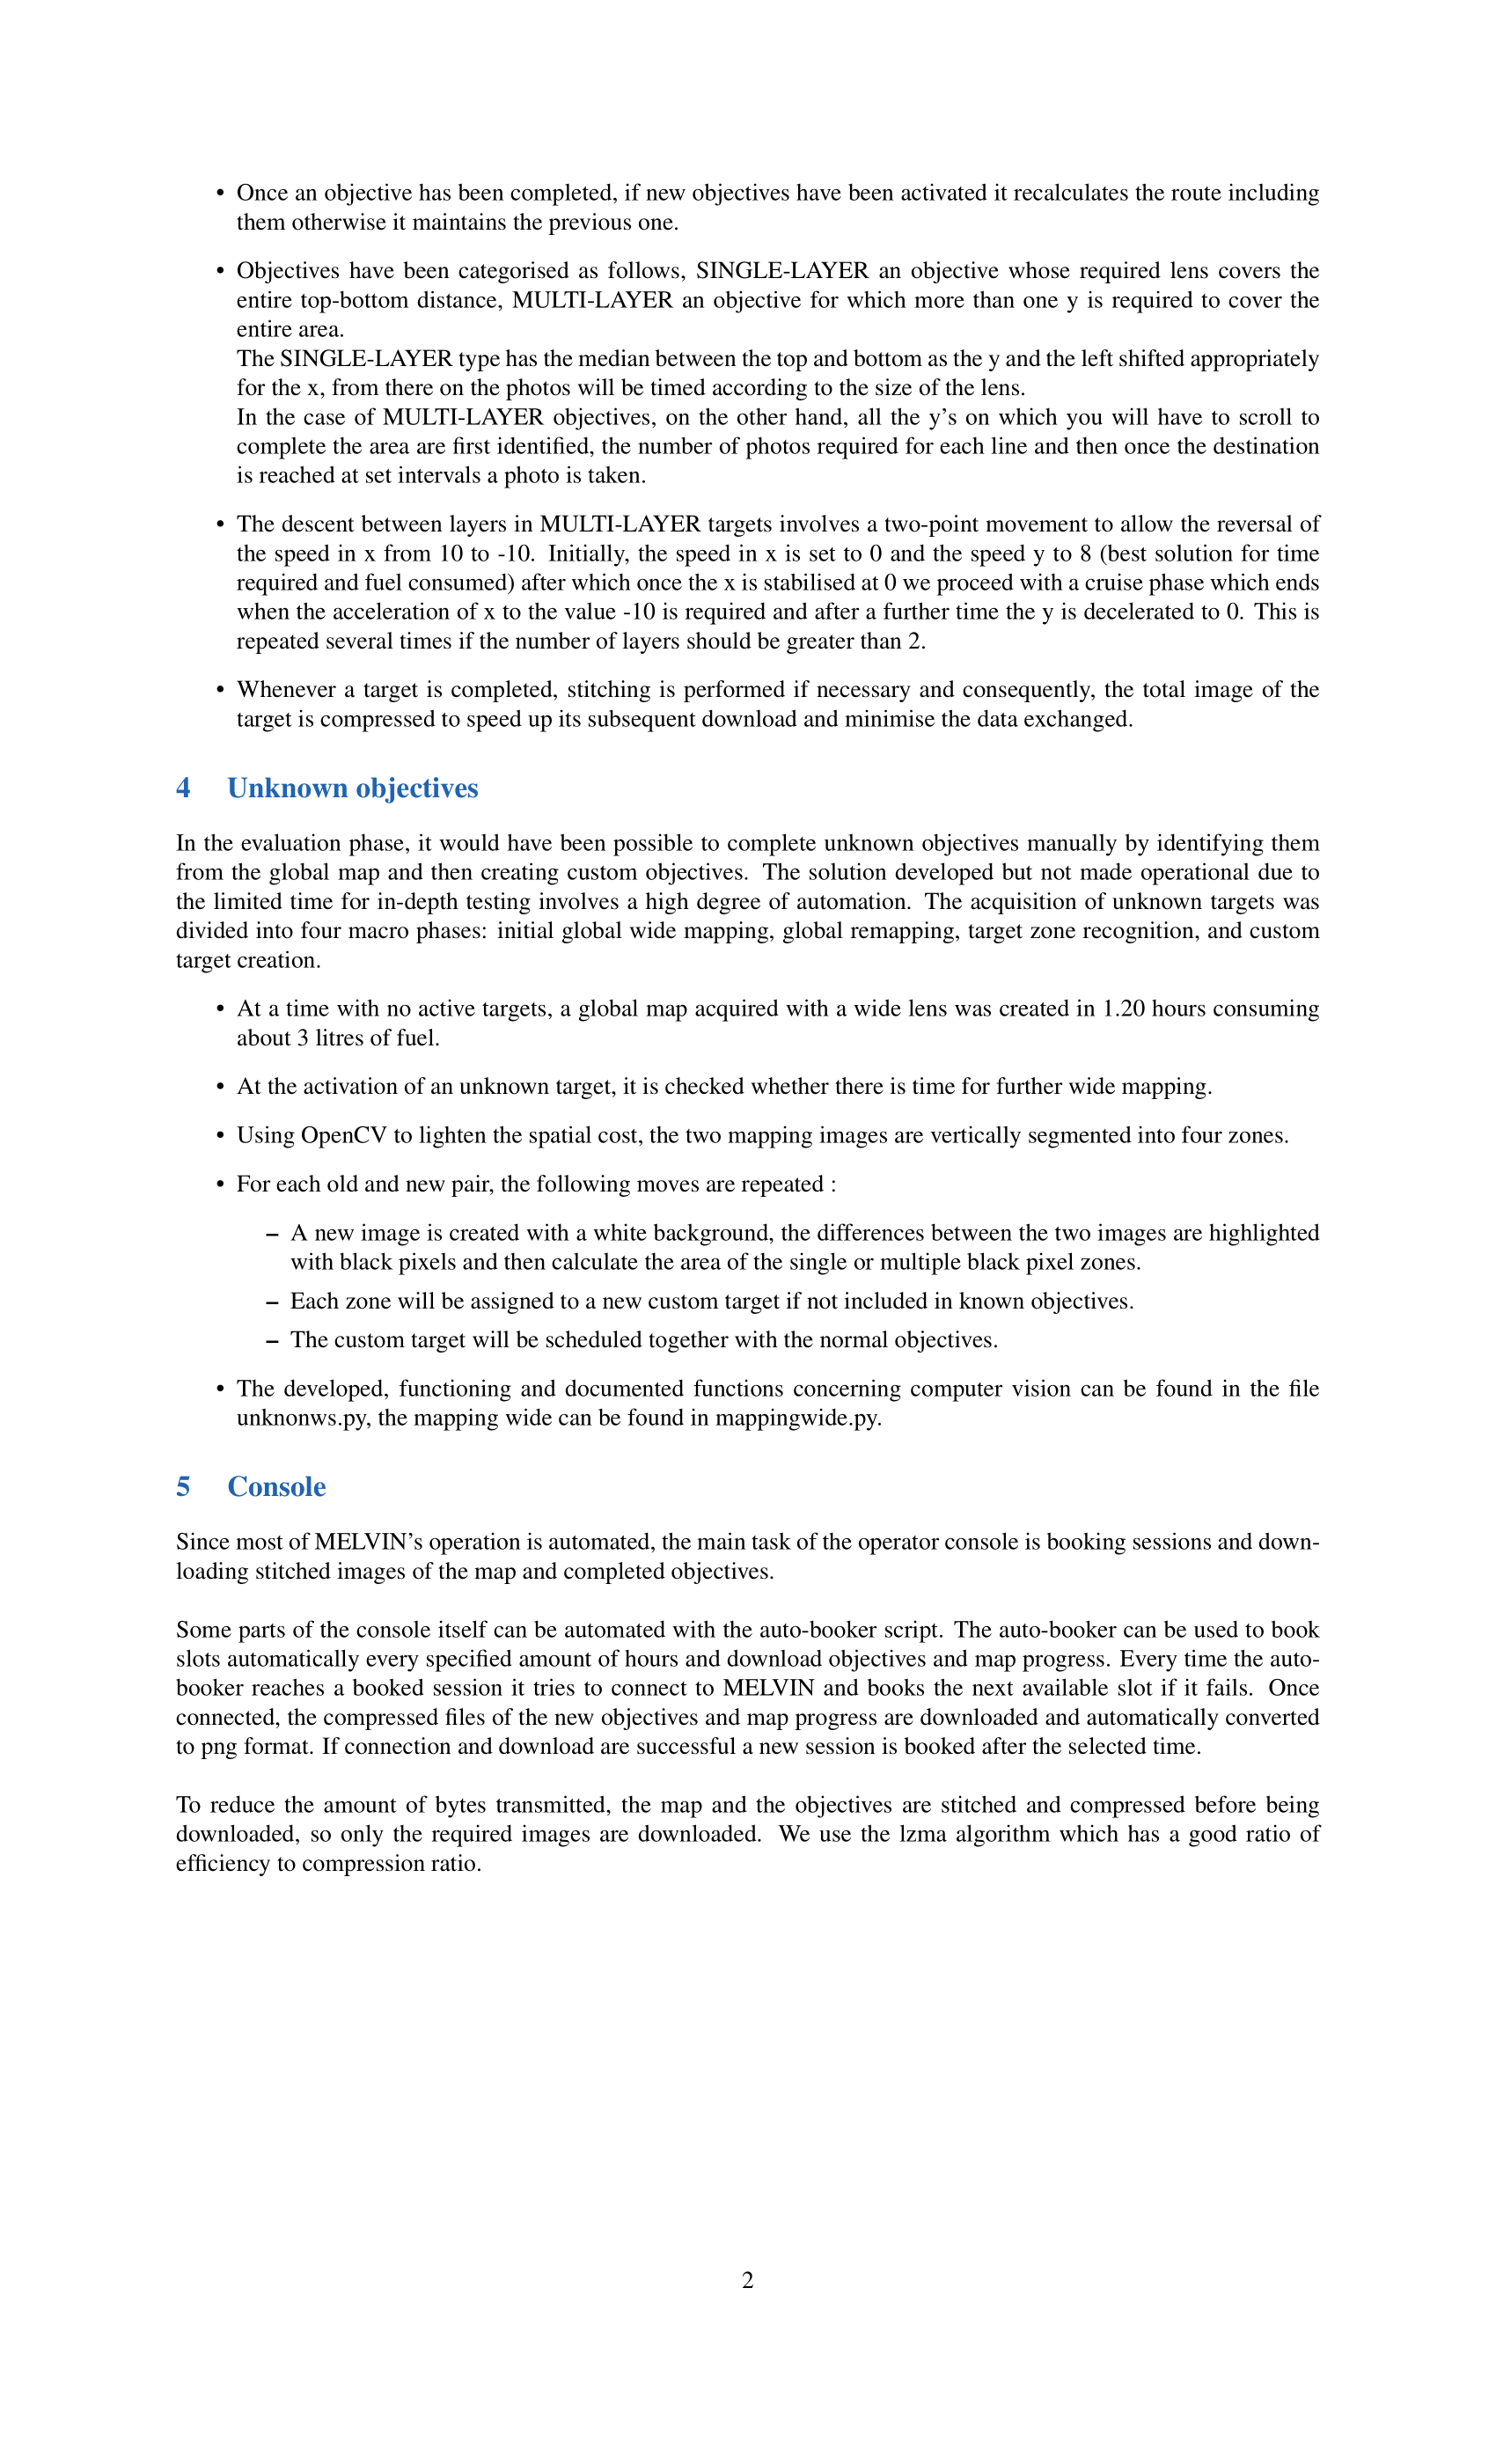 • Once an objective has been completed, if new objectives have been activated it recalculates the route including
them otherwise it maintains the previous one.
• Objectives have been categorised as follows, SINGLE-LAYER an objective whose required lens covers the
entire top-bottom distance, MULTI-LAYER an objective for which more than one y is required to cover the
entire area.
The SINGLE-LAYER type has the median between the top and bottom as the y and the left shifted appropriately
for the x, from there on the photos will be timed according to the size of the lens.
In the case of MULTI-LAYER objectives, on the other hand, all the y's on which you will have to scroll to
complete the area are first identified, the number of photos required for each line and then once the destination
is reached at set intervals a photo is taken.
• The descent between layers in MULTI-LAYER targets involves a two-point movement to allow the reversal of
the speed in x from 10 to -10. Initially, the speed in x is set to 0 and the speed y to 8 (best solution for time
required and fuel consumed) after which once the x is stabilised at 0 we proceed with a cruise phase which ends
when the acceleration of x to the value -10 is required and after a further time the y is decelerated to 0. This is
repeated several times if the number of layers should be greater than 2.
• Whenever a target is completed, stitching is performed if necessary and consequently, the total image of the
target is compressed to speed up its subsequent download and minimise the data exchanged.
4 Unknown objectives
In the evaluation phase, it would have been possible to complete unknown objectives manually by identifying them
from the global map and then creating custom objectives. The solution developed but not made operational due to
the limited time for in-depth testing involves a high degree of automation. The acquisition of unknown targets was
divided into four macro phases: initial global wide mapping, global remapping, target zone recognition, and custom
target creation.
• At a time with no active targets, a global map acquired with a wide lens was created in 1.20 hours consuming
about 3 litres of fuel.
• At the activation of an unknown target, it is checked whether there is time for further wide mapping.
• Using OpenCV to lighten the spatial cost, the two mapping images are vertically segmented into four zones.
• For each old and new pair, the following moves are repeated :
– A new image is created with a white background, the differences between the two images are highlighted
with black pixels and then calculate the area of the single or multiple black pixel zones.
– Each zone will be assigned to a new custom target if not included in known objectives.
– The custom target will be scheduled together with the normal objectives.
• The developed, functioning and documented functions concerning computer vision can be found in the file
unknonws.py, the mapping wide can be found in mappingwide.py.
5 Console
Since most of MELVIN's operation is automated, the main task of the operator console is booking sessions and down-
loading stitched images of the map and completed objectives.
Some parts of the console itself can be automated with the auto-booker script. The auto-booker can be used to book
slots automatically every specified amount of hours and download objectives and map progress. Every time the auto-
booker reaches a booked session it tries to connect to MELVIN and books the next available slot if it fails. Once
connected, the compressed files of the new objectives and map progress are downloaded and automatically converted
to png format. If connection and download are successful a new session is booked after the selected time.
To reduce the amount of bytes transmitted, the map and the objectives are stitched and compressed before being
downloaded, so only the required images are downloaded. We use the lzma algorithm which has a good ratio of
efficiency to compression ratio.
2